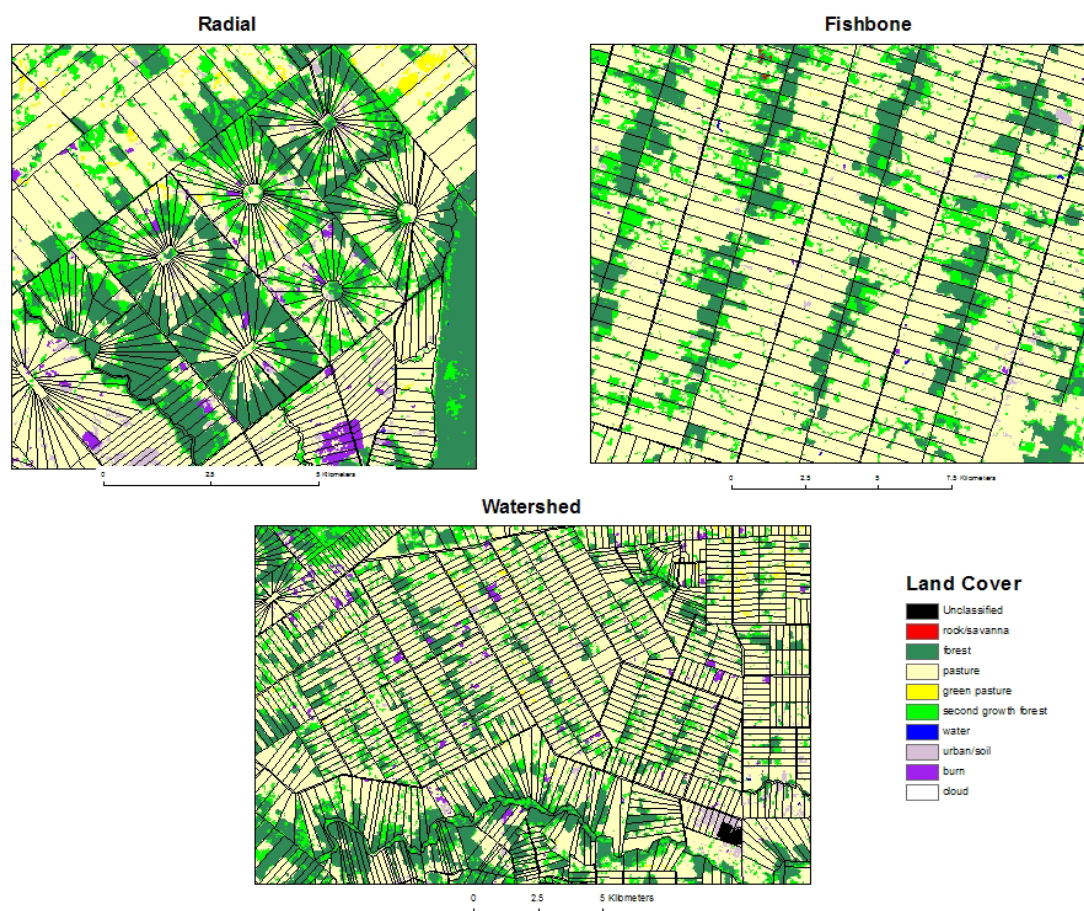 Radial
Fishbone
0 2.5 5 Kilometers
0 2.5 5 7.5 Kilometers
Watershed
Land Cover
Unclassified
rock/savanna
forest
pasture
green pasture
second growth forest
water
urban/soil
burn
cloud
0 2.5 5 Kilometers